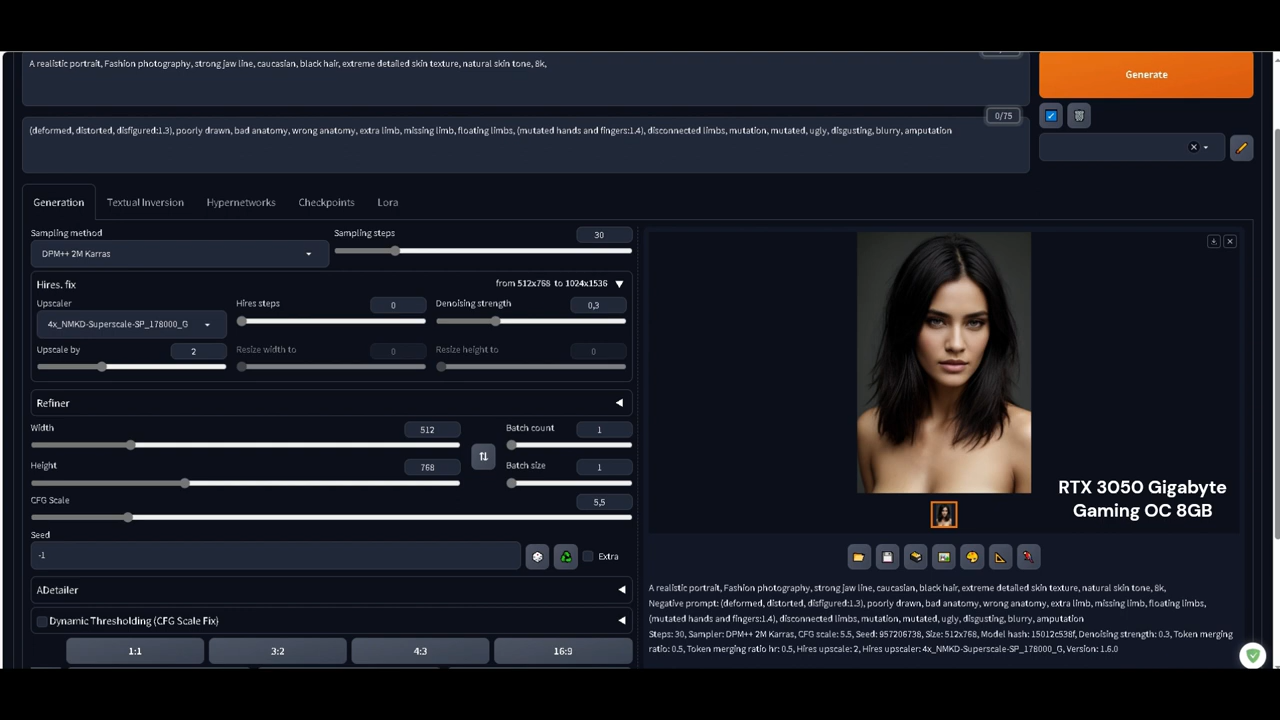 A realistic portrait, Fashion photography, strong jaw line, caucasian, black hair, extreme detailed skin texture, natural skin tone, 8k,
Generate
0/75
(deformed, distorted, disfigured:1.3), poorly drawn, bad anatomy, wrong anatomy, extra limb, missing limb, floating limbs, (mutated hands and fingers:1.4), disconnected limbs, mutation, mutated, ugly, disgusting, blurry, amputation
Generation Textual Inversion Hypernetworks Checkpoints Lora
Sampling method
DPM++ 2M Karras
Sampling steps
30
Hires. fix
from 512x768 to 1024x1536
Upscaler
4x_NMKD-Superscale-SP_178000_G
Hires steps
0
Denoising strength
0,3
Upscale by
2
Resize width to
0
Resize height to
0
Refiner
Width
512
Batch count
1
Height
768
Batch size
1
CFG Scale
5,5
Seed
-1
Extra
ADetailer
Dynamic Thresholding (CFG Scale Fix)
1:1
3:2
4:3
16:9
RTX 3050 Gigabyte
Gaming OC 8GB
A realistic portrait, Fashion photography, strong jaw line, caucasian, black hair, extreme detailed skin texture, natural skin tone, 8k,
Negative prompt: (deformed, distorted, disfigured:1.3), poorly drawn, bad anatomy, wrong anatomy, extra limb, missing limb, floating limbs,
(mutated hands and fingers:1.4), disconnected limbs, mutation, mutated, ugly, disgusting, blurry, amputation
Steps: 30, Sampler: DPM++ 2M Karras, CFG scale: 5.5, Seed: 957206738, Size: 512x768, Model hash: 15012c538f, Denoising strength: 0.3, Token merging
ratio: 0.5, Token merging ratio hr: 0.5, Hires upscale: 2, Hires upscaler: 4x_NMKD-Superscale-SP_178000_G, Version: 1.6.0